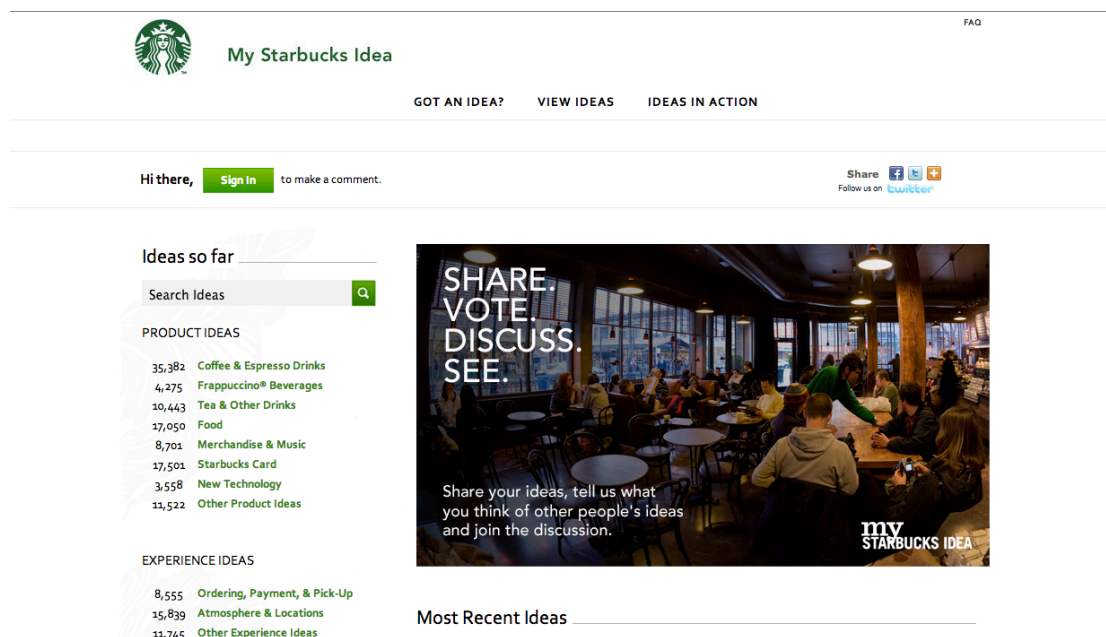 FAQ
My Starbucks Idea
GOT AN IDEA? VIEW IDEAS IDEAS IN ACTION
Hi there, Sign In to make a comment.
Share
Follow us on twitter
Ideas so far
Search Ideas
PRODUCT IDEAS
35,382 Coffee & Espresso Drinks
4,275 Frappuccino® Beverages
10,443 Tea & Other Drinks
17,050 Food
8,701 Merchandise & Music
17,501 Starbucks Card
3,558 New Technology
11,522 Other Product Ideas
EXPERIENCE IDEAS
8,555 Ordering, Payment, & Pick-Up
15,839 Atmosphere & Locations
11,745 Other Experience Ideas
SHARE.
VOTE.
DISCUSS.
SEE.
Share your ideas, tell us what
you think of other people's ideas
and join the discussion.
my
STARBUCKS IDEA
Most Recent Ideas